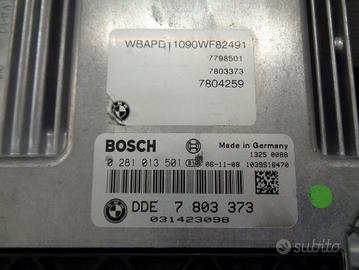 WBAPD11090WF82491
7798501
7803373
7804259
BOSCH
Made in Germany
1325 0088
0 281 013 501
06-11-08 1039S16470
DDE 7 803 373
031423098
subito